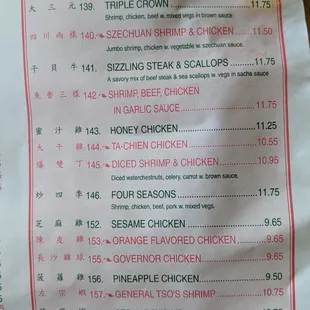 大三元 139. TRIPLE CROWN 11.75
Shrimp, chicken, beef w. mixed vegs in brown sauce
四川兩樣 140. SZECHUAN SHRIMP & CHICKEN 11.50
Jumbo shrimp, chicken w. vegetable w. szechuan sauce.
干貝牛 141. SIZZLING STEAK & SCALLOPS 11.75
A savory mix of beef steak & sea scallops w. vegs in sacha sauce
魚香三樣 142. SHRIMP, BEEF, CHICKEN
IN GARLIC SAUCE 11.75
蜜汁雞 143. HONEY CHICKEN 11.25
大千雞 144. TA-CHIEN CHICKEN 10.55
爆雙丁 145. DICED SHRIMP & CHICKEN 10.95
Diced waterchestnuts, celery, carrot w. brown sauce.
炒四季 146. FOUR SEASONS 11.75
Shrimp, chicken, beef, pork w. mixed vegs.
芝麻雞 152. SESAME CHICKEN 9.65
陳皮雞 153. ORANGE FLAVORED CHICKEN 9.65
長沙雞球 155. GOVERNOR CHICKEN 9.65
菠蘿雞 156. PINEAPPLE CHICKEN 9.50
左宗蝦 157. GENERAL TSO'S SHRIMP 10.75